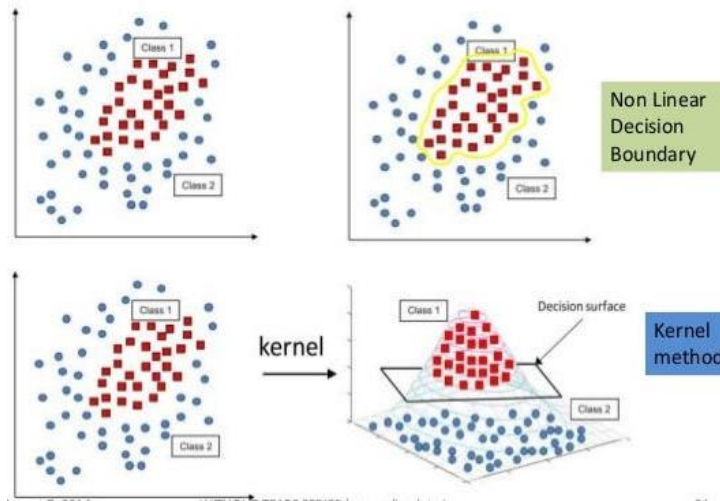 Class 1
Class 2
Class 1
Class 2
Non Linear
Decision
Boundary
Class 1
Class 2
kernel
Class 1
Decision surface
Class 2
Kernel
method